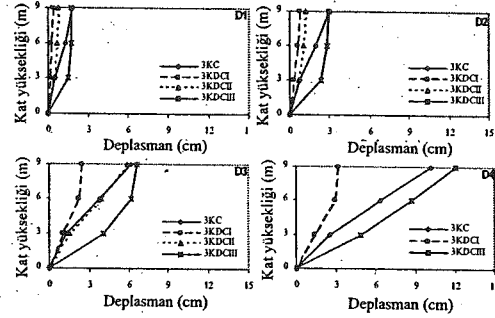 D1
Kat yüksekliği (m)
9
6
3
0
3KC
3KDCI
3KDCII
3KDCIII
0 3 6 9 12 1
Deplasman (cm)
D2
Kat yüksekliği (m)
9
6
3
0
3KC
3KDCI
3KDCII
3KDCIII
0 3 6 9 12 15
Deplasman (cm)
D3
Kat yüksekliği (m)
9
6
3
0
3KC
3KDCI
3KDCII
3KDCIII
0 3 6 9 12 1
Deplasman (cm)
D4
Kat yüksekliği (m)
9
6
3
0
3KC
3KDCI
3KDCIII
0 3 6 9 12 15
Deplasman (cm)